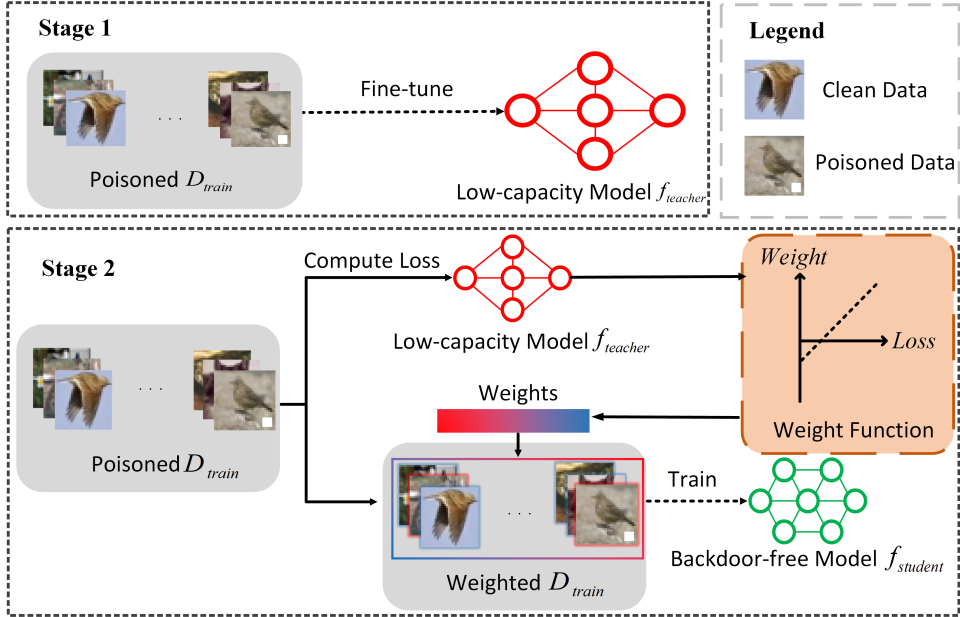 Stage 1
Fine-tune
. . .
Poisoned D_train
Low-capacity Model f_teacher
Legend
Clean Data
Poisoned Data
Stage 2
Compute Loss
Low-capacity Model f_teacher
Weight
Loss
Weight Function
. . .
Poisoned D_train
Weights
. . .
Train
Weighted D_train
Backdoor-free Model f_student